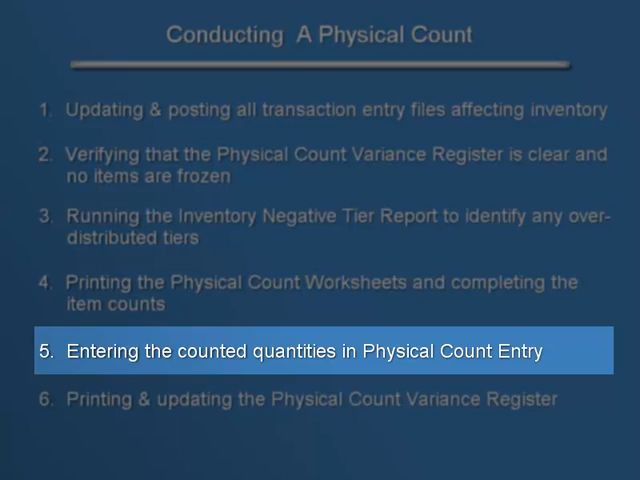 Conducting A Physical Count
1. Updating & posting all transaction entry files affecting inventory
2. Verifying that the Physical Count Variance Register is clear and
no items are frozen
3. Running the Inventory Negative Tier Report to identify any over-
distributed tiers
4. Printing the Physical Count Worksheets and completing the
item counts
5. Entering the counted quantities in Physical Count Entry
6. Printing & updating the Physical Count Variance Register